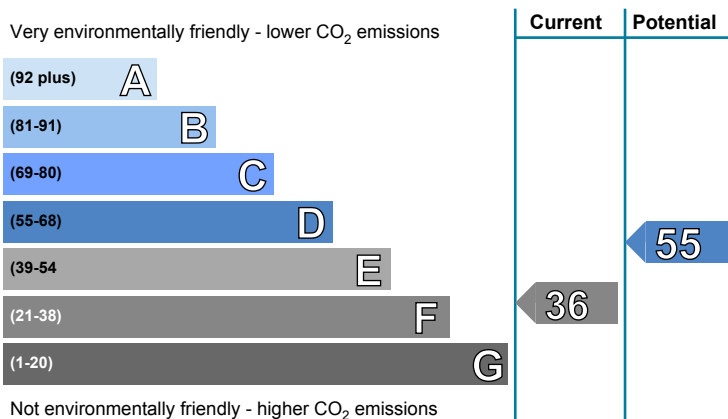 Very environmentally friendly - lower CO₂ emissions
Current
Potential
(92 plus) A
(81-91) B
(69-80) C
(55-68) D
55
(39-54 E
(21-38) F
36
(1-20) G
Not environmentally friendly - higher CO₂ emissions